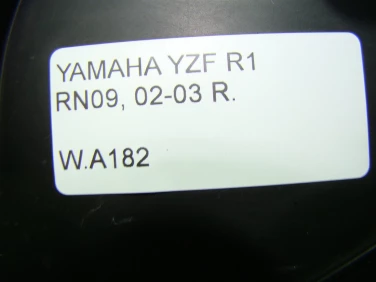 YAMAHA YZF R1
RN09, 02-03 R.
W.A182